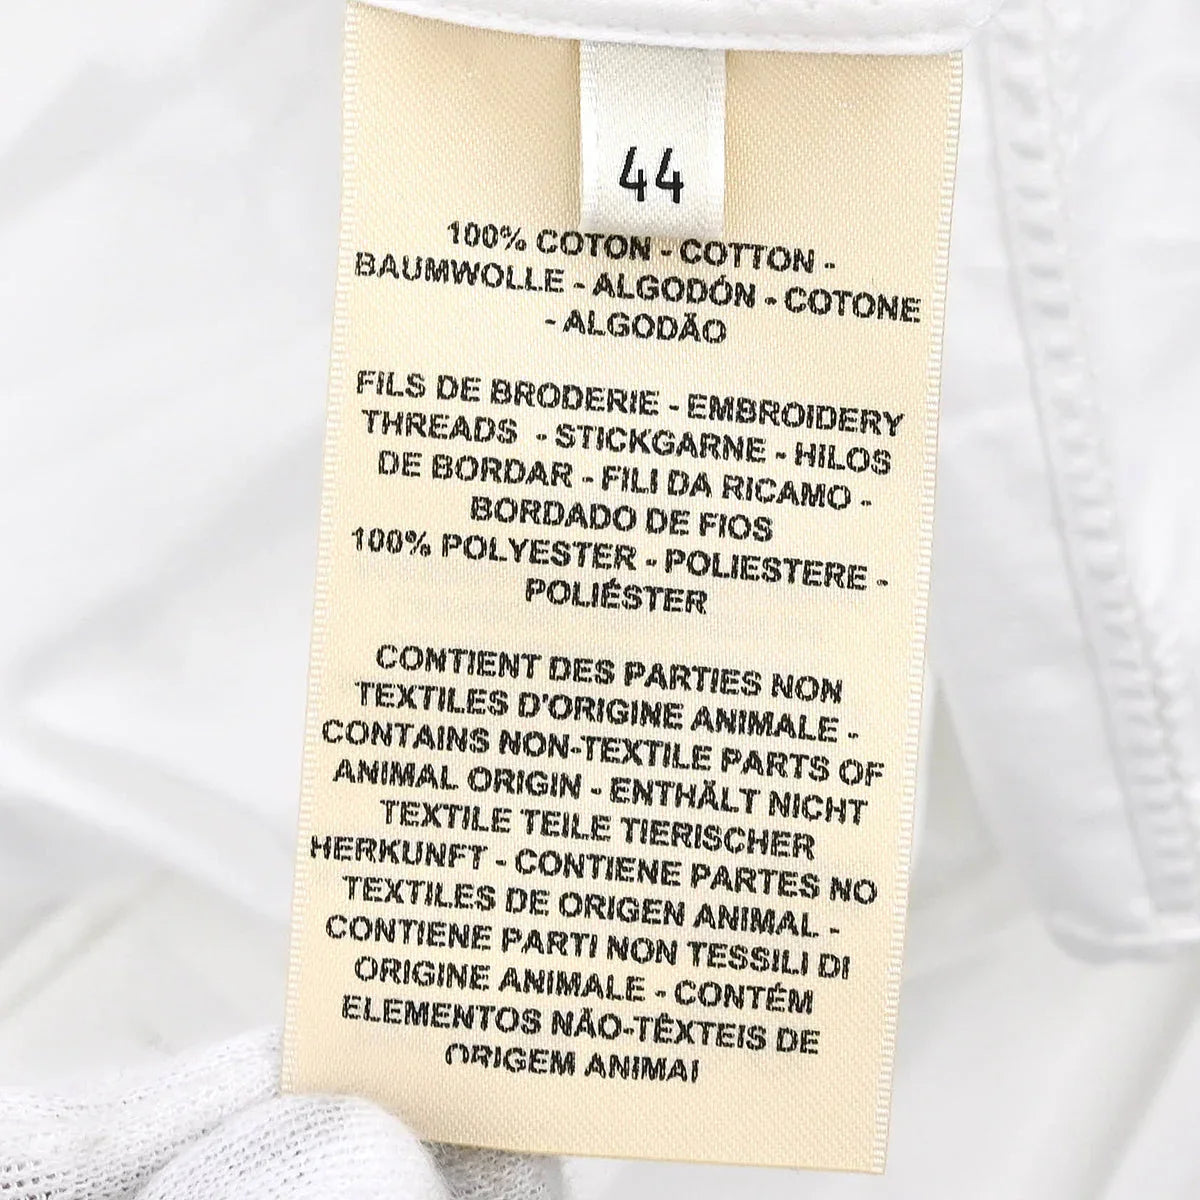 44
100% COTON - COTTON -
BAUMWOLLE - ALGODÓN - COTONE
- ALGODÃO
FILS DE BRODERIE - EMBROIDERY
THREADS - STICKGARNE - HILOS
DE BORDAR - FILI DA RICAMO -
BORDADO DE FIOS
100% POLYESTER - POLIESTERE -
POLIÉSTER
CONTIENT DES PARTIES NON
TEXTILES D'ORIGINE ANIMALE -
CONTAINS NON-TEXTILE PARTS OF
ANIMAL ORIGIN - ENTHÄLT NICHT
TEXTILE TEILE TIERISCHER
HERKUNFT - CONTIENE PARTES NO
TEXTILES DE ORIGEN ANIMAL -
CONTIENE PARTI NON TESSILI DI
ORIGINE ANIMALE - CONTÉM
ELEMENTOS NÃO-TÊXTEIS DE
ORIGEM ANIMAL